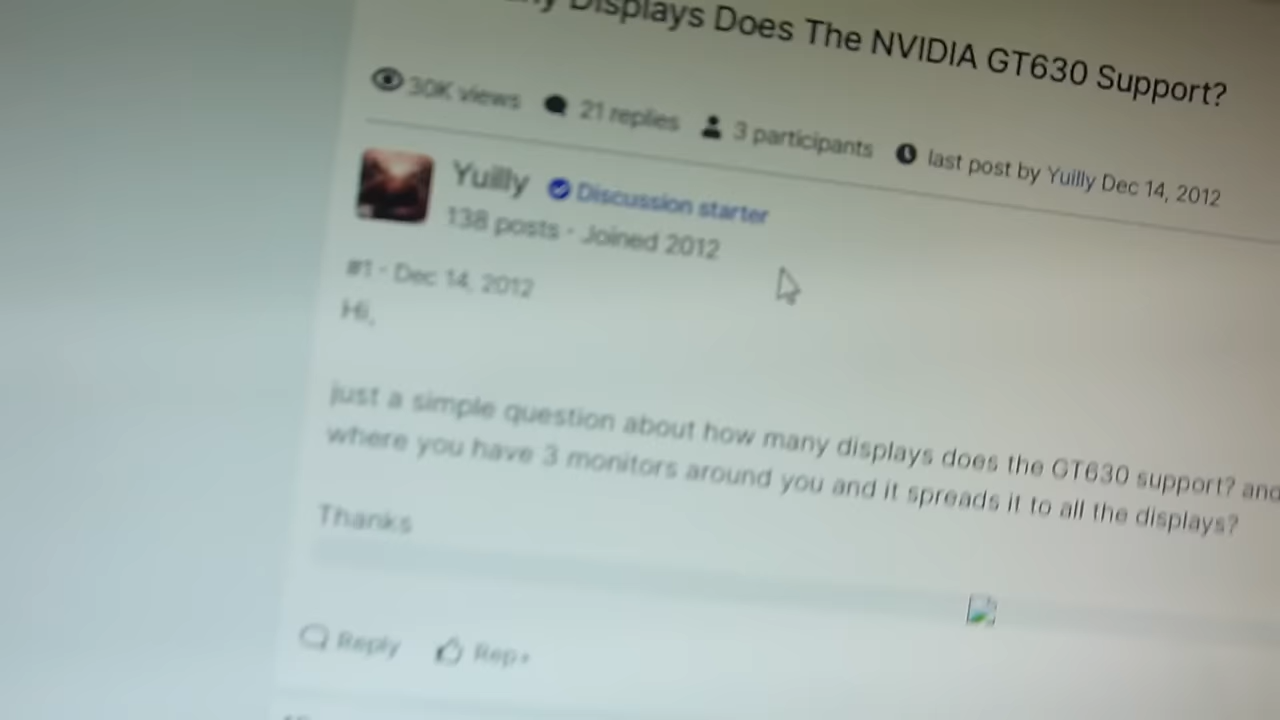 Displays Does The NVIDIA GT630 Support?
30K views 21 replies 3 participants last post by Yuilly Dec 14, 2012
Yuilly Discussion starter
138 posts · Joined 2012
#1 · Dec 14, 2012
Hi,
just a simple question about how many displays does the GT630 support? and
where you have 3 monitors around you and it spreads it to all the displays?
Thanks
Reply Rep+